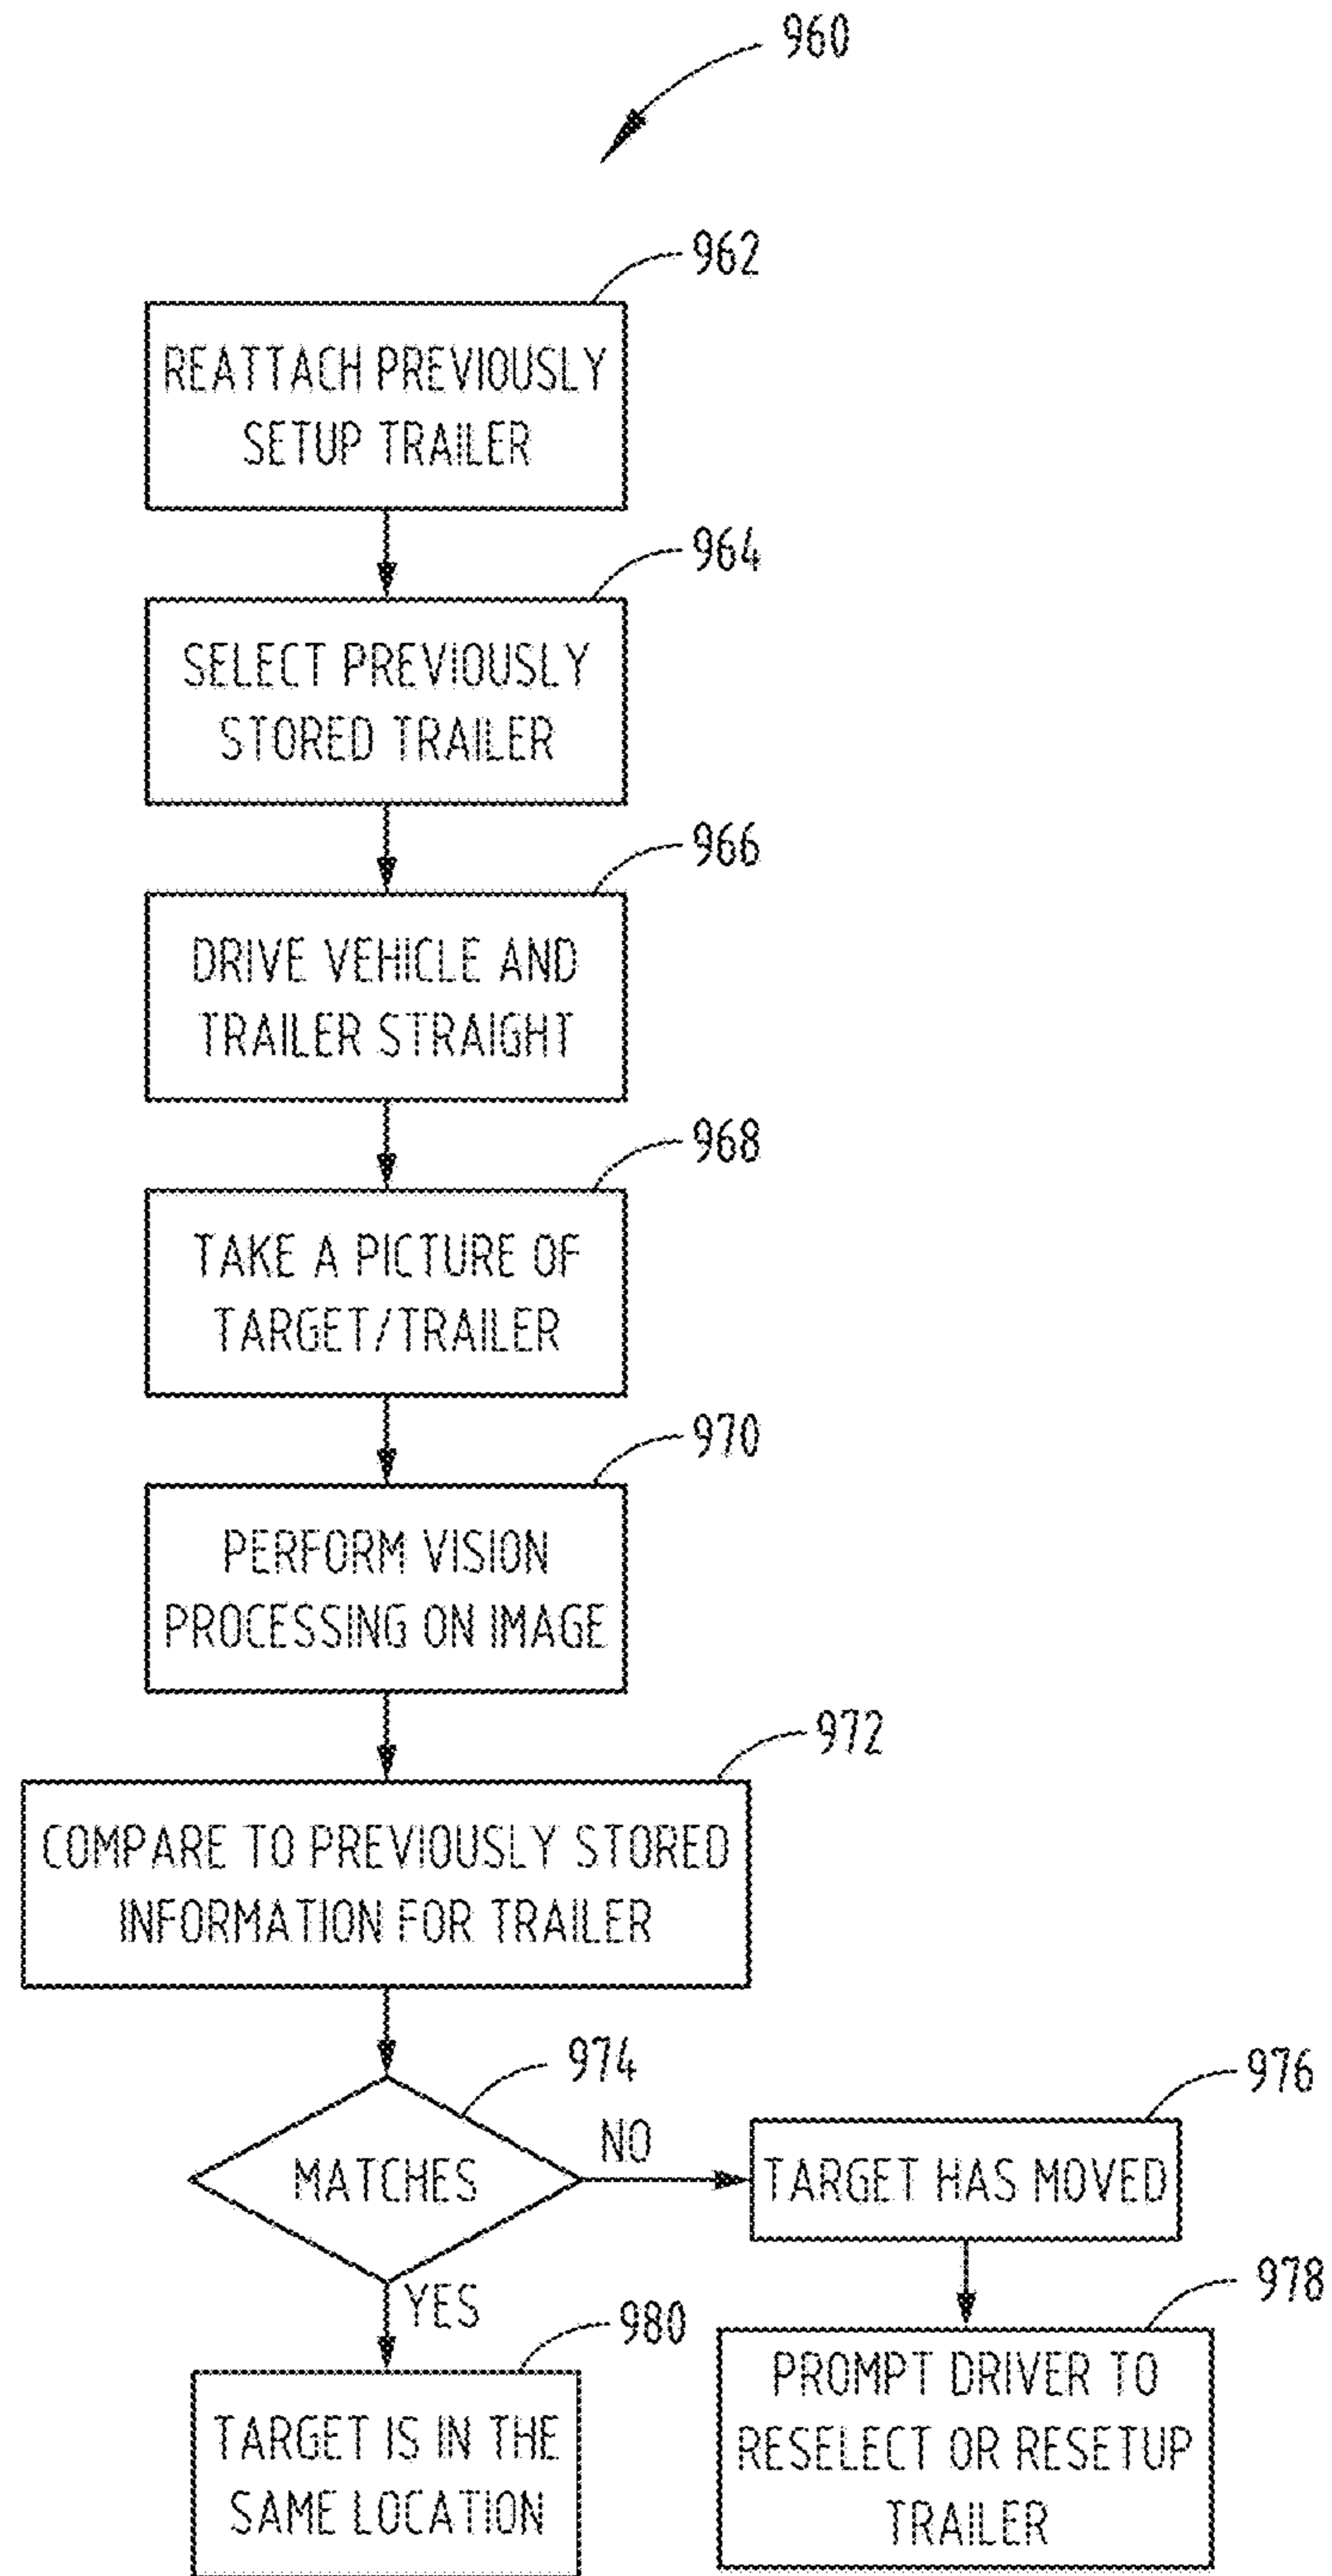 960
962
REATTACH PREVIOUSLY
SETUP TRAILER
964
SELECT PREVIOUSLY
STORED TRAILER
966
DRIVE VEHICLE AND
TRAILER STRAIGHT
968
TAKE A PICTURE OF
TARGET/TRAILER
970
PERFORM VISION
PROCESSING ON IMAGE
972
COMPARE TO PREVIOUSLY STORED
INFORMATION FOR TRAILER
974
MATCHES
NO
976
TARGET HAS MOVED
YES
980
TARGET IS IN THE
SAME LOCATION
978
PROMPT DRIVER TO
RESELECT OR RESETUP
TRAILER